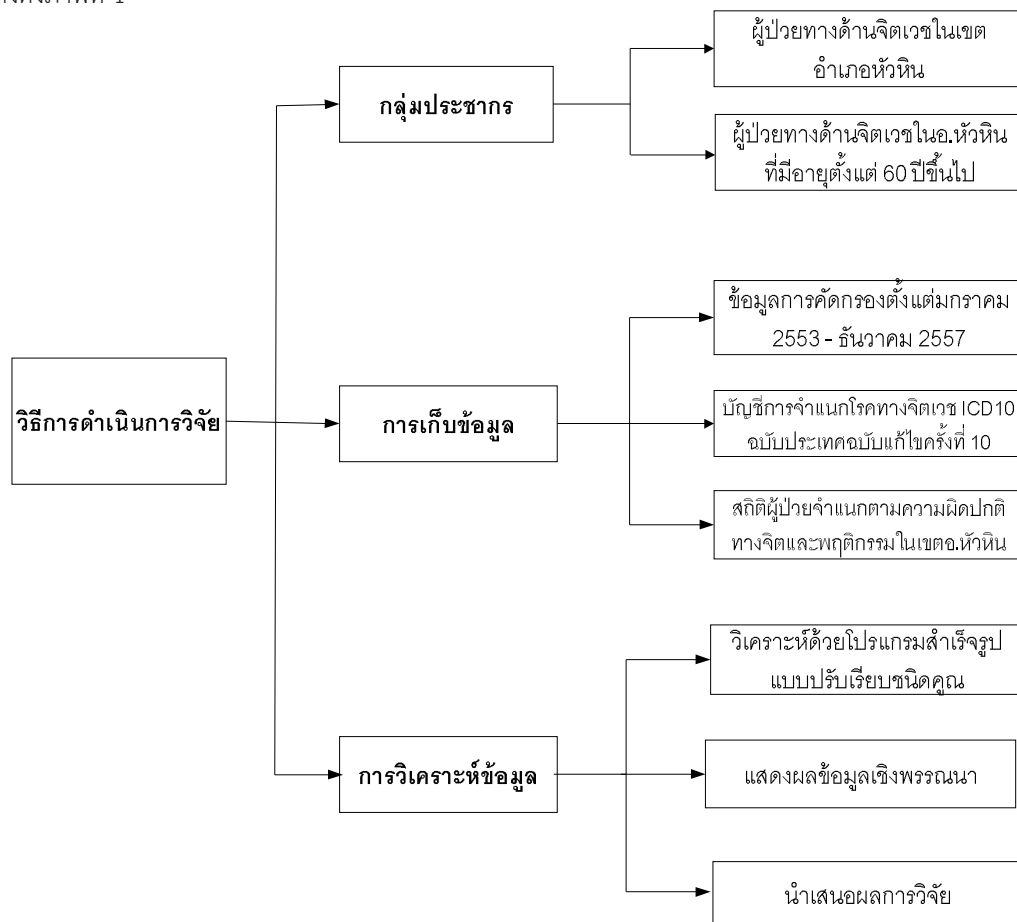 ผู้ป่วยทางด้านจิตเวชในเขต
อำเภอหัวหิน
กลุ่มประชากร
ผู้ป่วยทางด้านจิตเวชในอ.หัวหิน
ที่มีอายุตั้งแต่ 60 ปีขึ้นไป
ข้อมูลการคัดกรองตั้งแต่มกราคม
2553 - ธันวาคม 2557
วิธีการดำเนินการวิจัย
การเก็บข้อมูล
บัญชีการจำแนกโรคทางจิตเวช ICD10
ฉบับประเทศฉบับแก้ไขครั้งที่ 10
สถิติผู้ป่วยจำแนกตามความผิดปกติ
ทางจิตและพฤติกรรมในเขตอ.หัวหิน
วิเคราะห์ด้วยโปรแกรมสำเร็จรูป
แบบปรับเรียบชนิดคูณ
การวิเคราะห์ข้อมูล
แสดงผลข้อมูลเชิงพรรณนา
นำเสนอผลการวิจัย